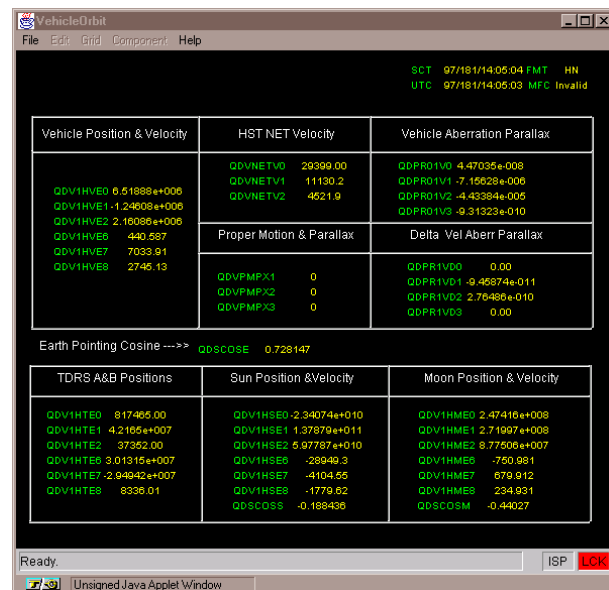 VehicleOrbit
File Edit Grid Component Help
SCT 97/181/14:05:04 FMT HN
UTC 97/181/14:05:03 MFC Invalid
Vehicle Position & Velocity
QDV1HVE0 6.51888e+006
QDV1HVE1 -1.24608e+006
QDV1HVE2 2.16086e+006
QDV1HVE6 440.587
QDV1HVE7 7033.91
QDV1HVE8 2745.13
HST NET Velocity
QDVNETV0 29399.00
QDVNETV1 11130.2
QDVNETV2 4521.9
Vehicle Aberration Parallax
QDPR01V0 4.47035e-008
QDPR01V1 -7.15628e-006
QDPR01V2 -4.43384e-005
QDPR01V3 -9.31323e-010
Proper Motion & Parallax
QDVPMPX1 0
QDVPMPX2 0
QDVPMPX3 0
Delta Vel Aberr Parallax
QDPR1VD0 0.00
QDPR1VD1 -9.45874e-011
QDPR1VD2 2.76486e-010
QDPR1VD3 0.00
Earth Pointing Cosine --->> QDSCOSE 0.728147
TDRS A&B Positions
QDV1HTE0 817465.00
QDV1HTE1 4.2165e+007
QDV1HTE2 37352.00
QDV1HTE6 3.01315e+007
QDV1HTE7 -2.94942e+007
QDV1HTE8 8336.01
Sun Position &Velocity
QDV1HSE0 -2.34074e+010
QDV1HSE1 1.37879e+011
QDV1HSE2 5.97787e+010
QDV1HSE6 -28949.3
QDV1HSE7 -4104.55
QDV1HSE8 -1779.62
QDSCOSS -0.188436
Moon Position & Velocity
QDV1HME0 2.47416e+008
QDV1HME1 2.71997e+008
QDV1HME2 8.77506e+007
QDV1HME6 -750.981
QDV1HME7 679.912
QDV1HME8 234.931
QDSCOSM -0.44027
Ready. ISP LCK
Unsigned Java Applet Window